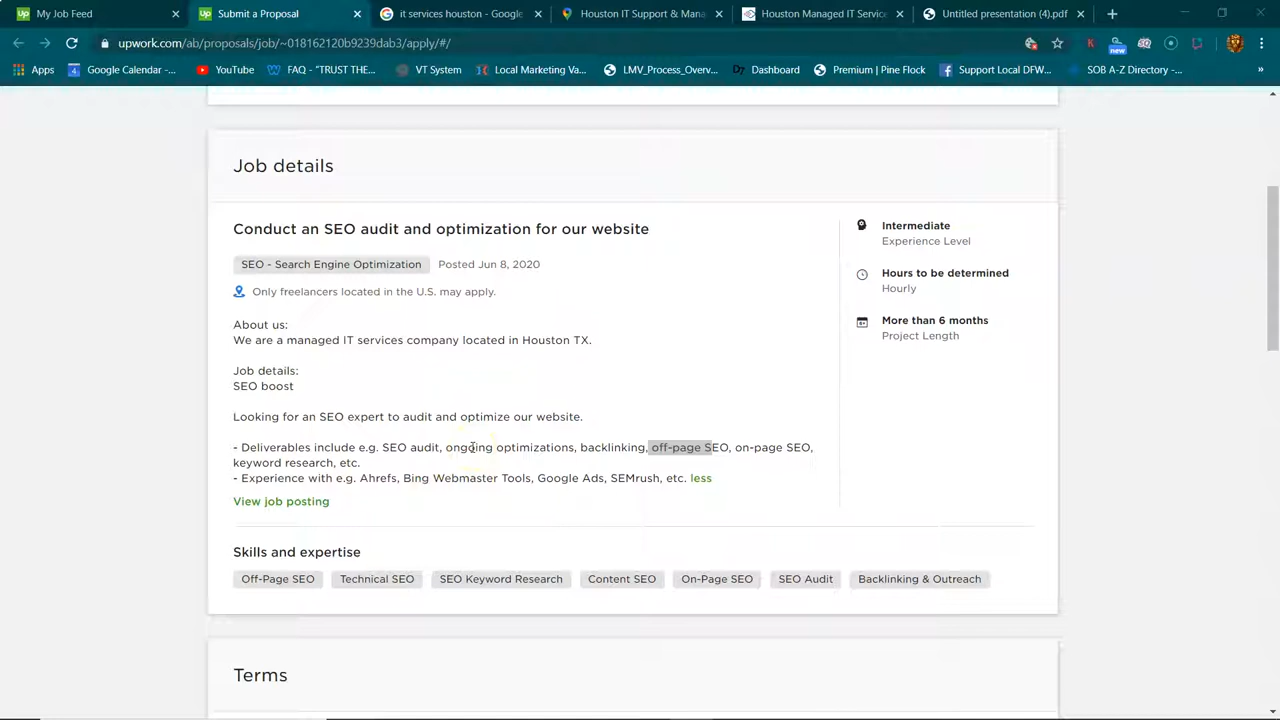 My Job Feed
Submit a Proposal
it services houston - Google
Houston IT Support & Mana
Houston Managed IT Service
Untitled presentation (4).pdf
upwork.com/ab/proposals/job/~018162120b9239dab3/apply/#/
new
Apps
Google Calendar -...
YouTube
FAQ - "TRUST THE...
VT System
Local Marketing Va...
LMV_Process_Overv...
Dashboard
Premium | Pine Flock
Support Local DFW...
SOB A-Z Directory -...
»
Job details
Conduct an SEO audit and optimization for our website
SEO - Search Engine Optimization
Posted Jun 8, 2020
Only freelancers located in the U.S. may apply.
About us:
We are a managed IT services company located in Houston TX.
Job details:
SEO boost
Looking for an SEO expert to audit and optimize our website.
- Deliverables include e.g. SEO audit, ongoing optimizations, backlinking, off-page SEO, on-page SEO,
keyword research, etc.
- Experience with e.g. Ahrefs, Bing Webmaster Tools, Google Ads, SEMrush, etc. less
View job posting
Intermediate
Experience Level
Hours to be determined
Hourly
More than 6 months
Project Length
Skills and expertise
Off-Page SEO
Technical SEO
SEO Keyword Research
Content SEO
On-Page SEO
SEO Audit
Backlinking & Outreach
Terms